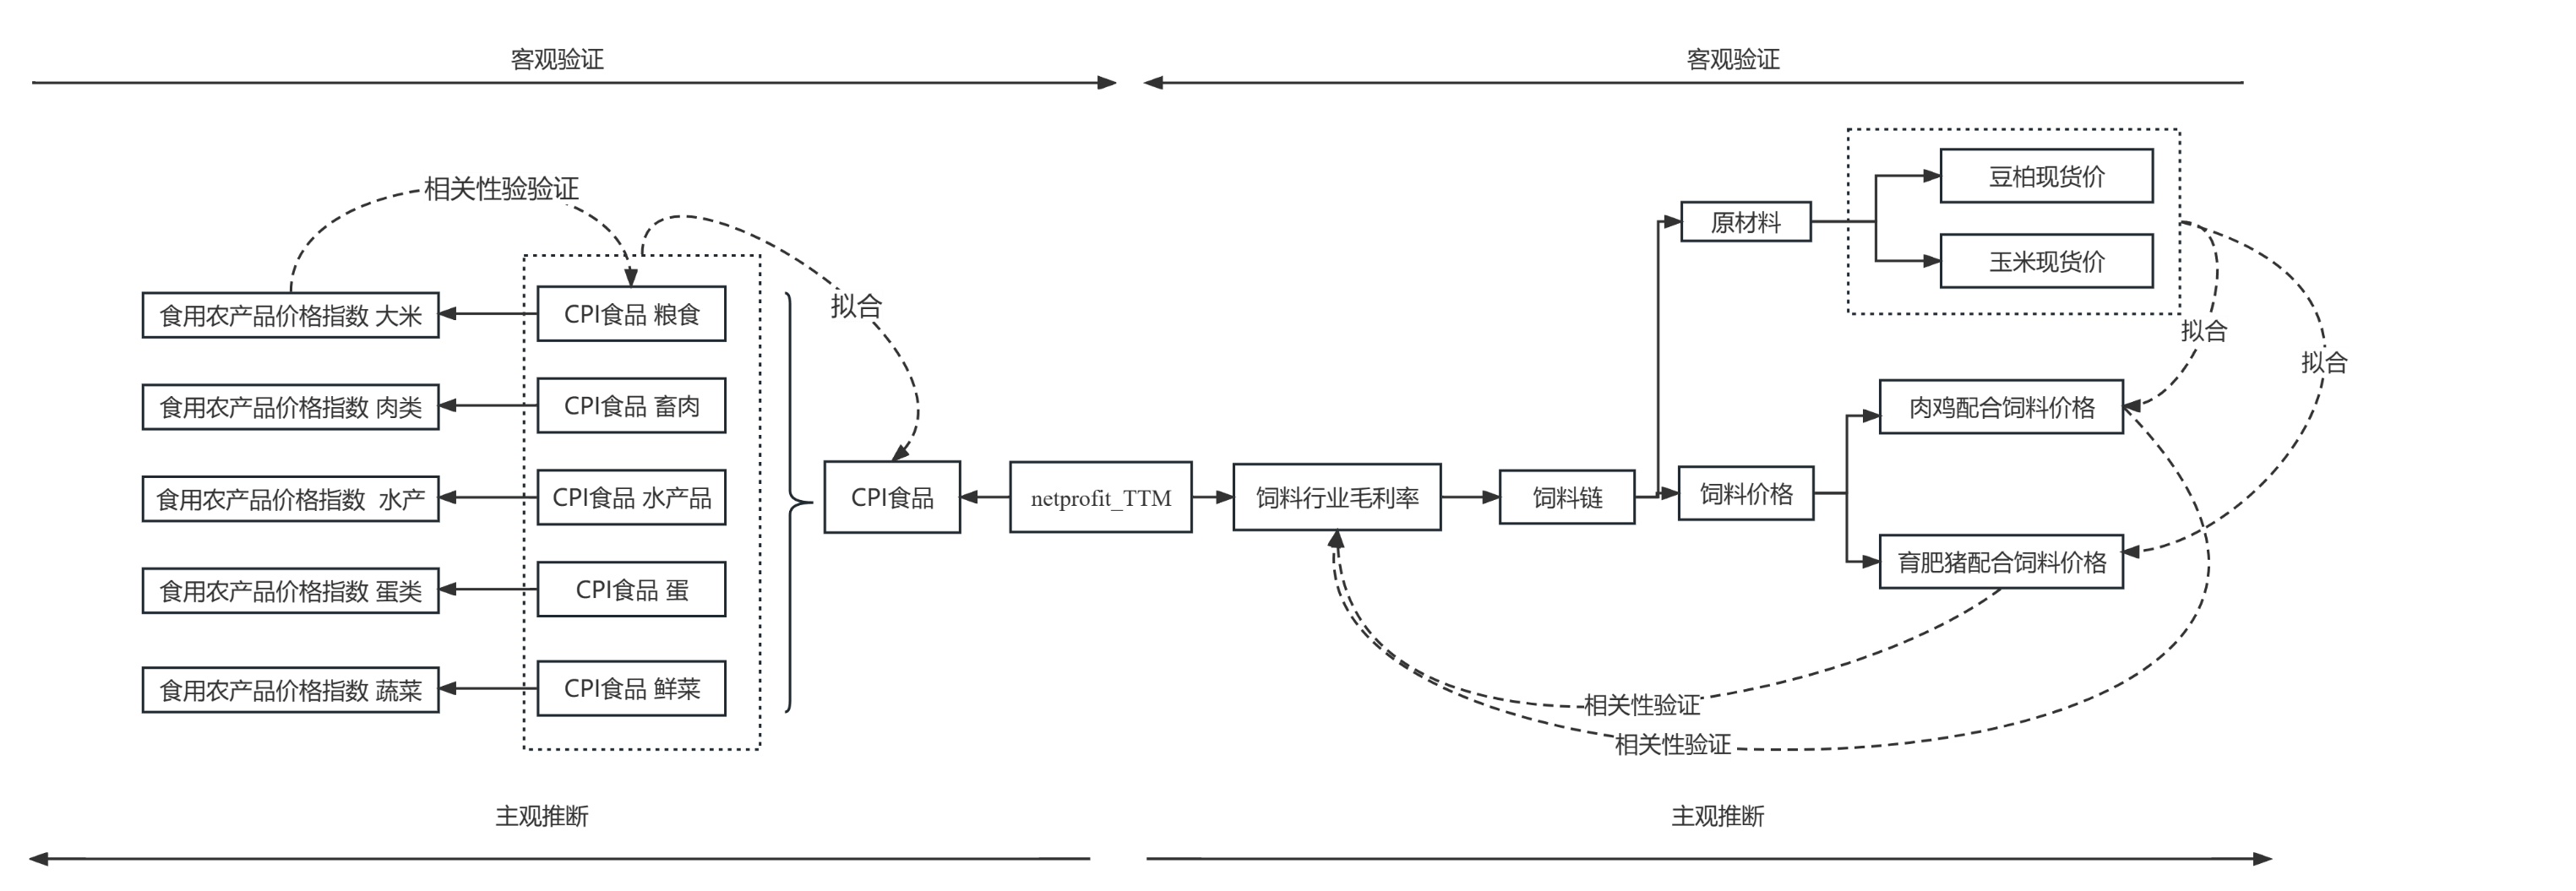 客观验证
客观验证
相关性验验证
拟合
食用农产品价格指数 大米
CPI食品 粮食
食用农产品价格指数 肉类
CPI食品 畜肉
食用农产品价格指数 水产
CPI食品 水产品
食用农产品价格指数 蛋类
CPI食品 蛋
食用农产品价格指数 蔬菜
CPI食品 鲜菜
CPI食品
netprofit_TTM
饲料行业毛利率
饲料链
原材料
豆柏现货价
玉米现货价
拟合
拟合
饲料价格
肉鸡配合饲料价格
育肥猪配合饲料价格
相关性验证
相关性验证
主观推断
主观推断